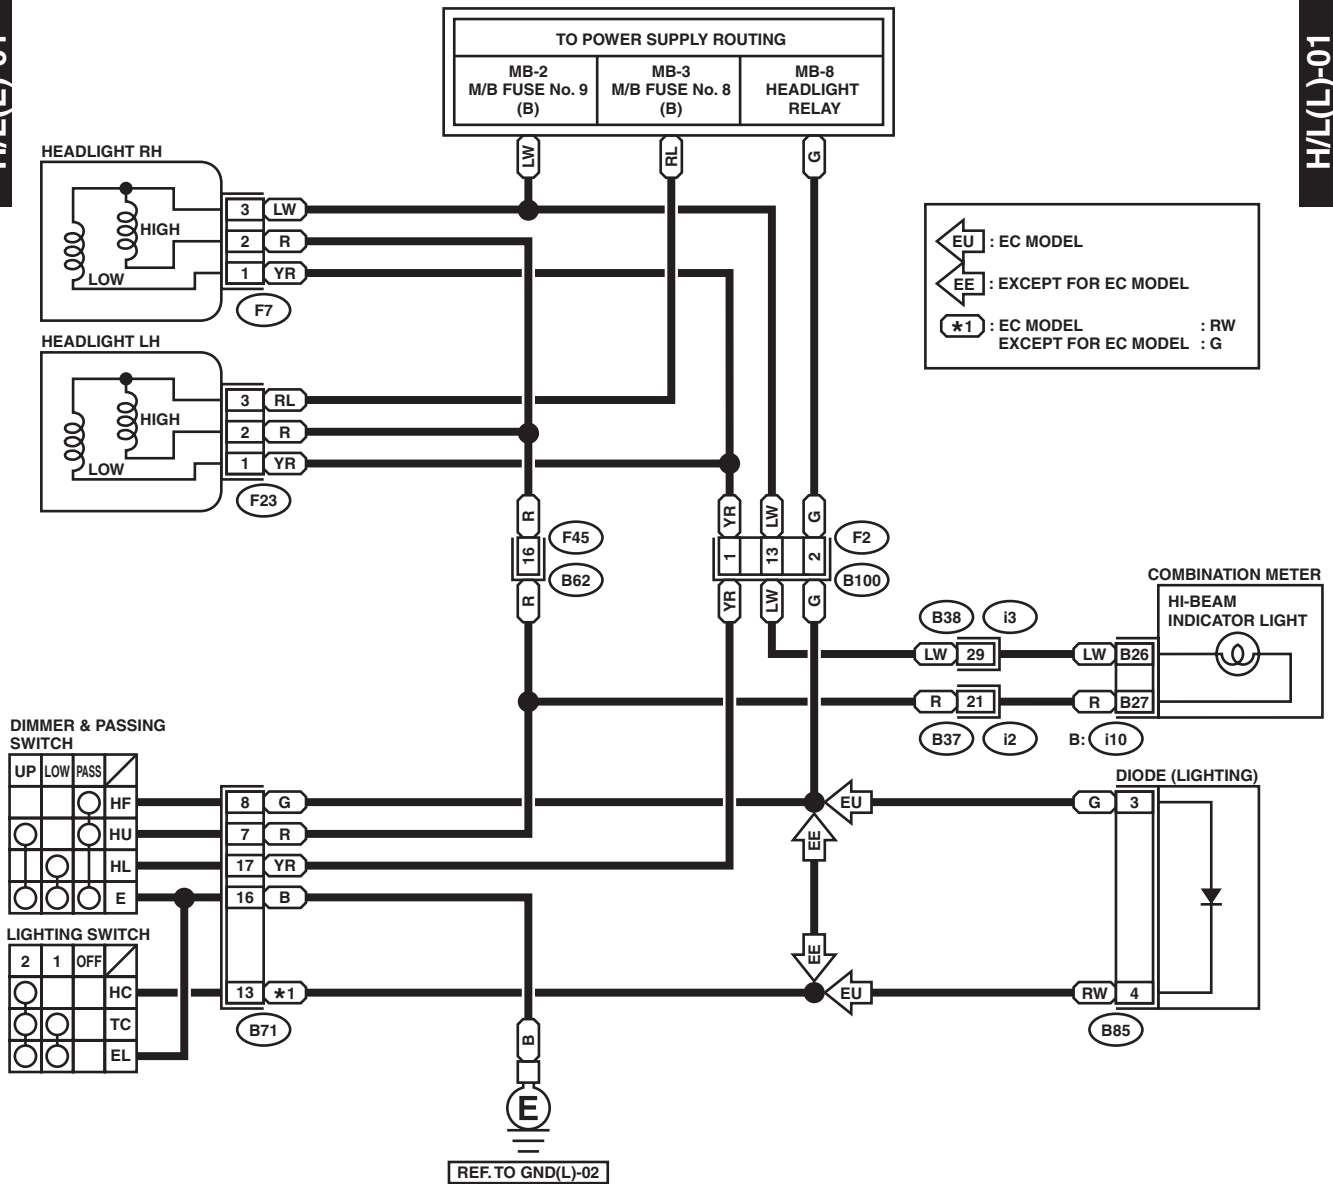 H/L(L)-01
H/L(L)-01
TO POWER SUPPLY ROUTING
MB-2
M/B FUSE No. 9
(B)
MB-3
M/B FUSE No. 8
(B)
MB-8
HEADLIGHT
RELAY
LW
RL
G
HEADLIGHT RH
HIGH
LOW
3 LW
2 R
1 YR
F7
EU : EC MODEL
EE : EXCEPT FOR EC MODEL
*1 : EC MODEL : RW
EXCEPT FOR EC MODEL : G
HEADLIGHT LH
HIGH
LOW
3 RL
2 R
1 YR
F23
R
16
R
F45
B62
YR LW G
1 13 2
YR LW G
F2
B100
COMBINATION METER
HI-BEAM
INDICATOR LIGHT
B38 i3
LW 29 LW B26
R 21 R B27
B37 i2 B: i10
DIMMER & PASSING
SWITCH
UP LOW PASS
HF
HU
HL
E
8 G
7 R
17 YR
16 B
13 *1
B71
LIGHTING SWITCH
2 1 OFF
HC
TC
EL
EU
EE
EE
EU
DIODE (LIGHTING)
G 3
RW 4
B85
B
E
REF. TO GND(L)-02